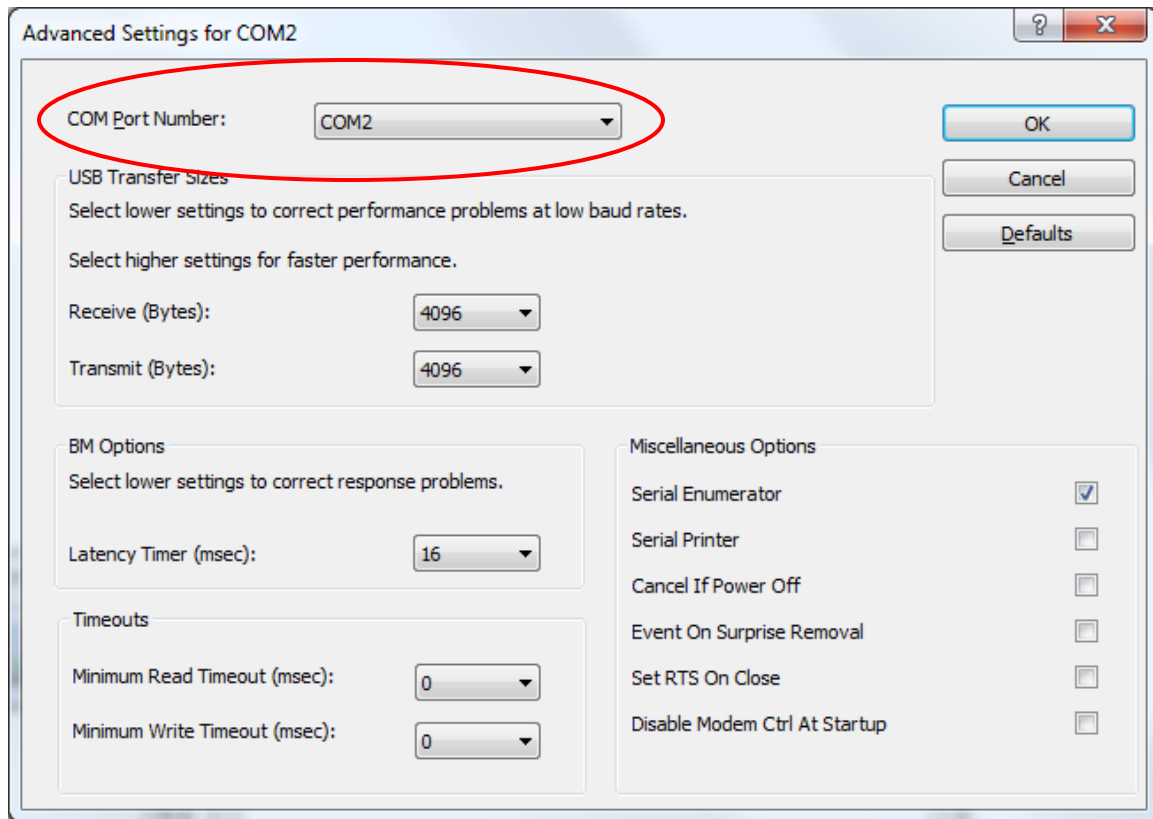 Advanced Settings for COM2
COM Port Number: COM2
OK
USB Transfer Sizes
Cancel
Select lower settings to correct performance problems at low baud rates.
Defaults
Select higher settings for faster performance.
Receive (Bytes): 4096
Transmit (Bytes): 4096
BM Options
Select lower settings to correct response problems.
Latency Timer (msec): 16
Timeouts
Minimum Read Timeout (msec): 0
Minimum Write Timeout (msec): 0
Miscellaneous Options
Serial Enumerator
Serial Printer
Cancel If Power Off
Event On Surprise Removal
Set RTS On Close
Disable Modem Ctrl At Startup